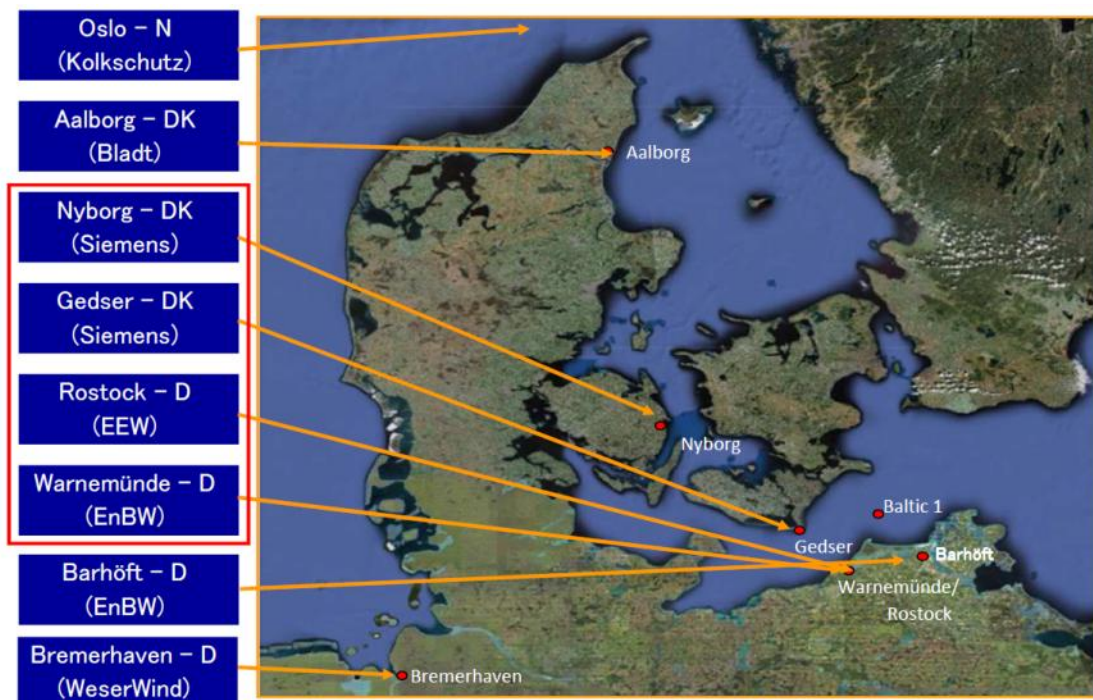 Oslo – N
(Kolkschutz)
Aalborg – DK
(Bladt)
Nyborg – DK
(Siemens)
Gedser – DK
(Siemens)
Rostock – D
(EEW)
Warnemünde – D
(EnBW)
Barhöft – D
(EnBW)
Bremerhaven – D
(WeserWind)
Aalborg
Nyborg
Baltic 1
Gedser
Barhöft
Warnemünde/
Rostock
Bremerhaven